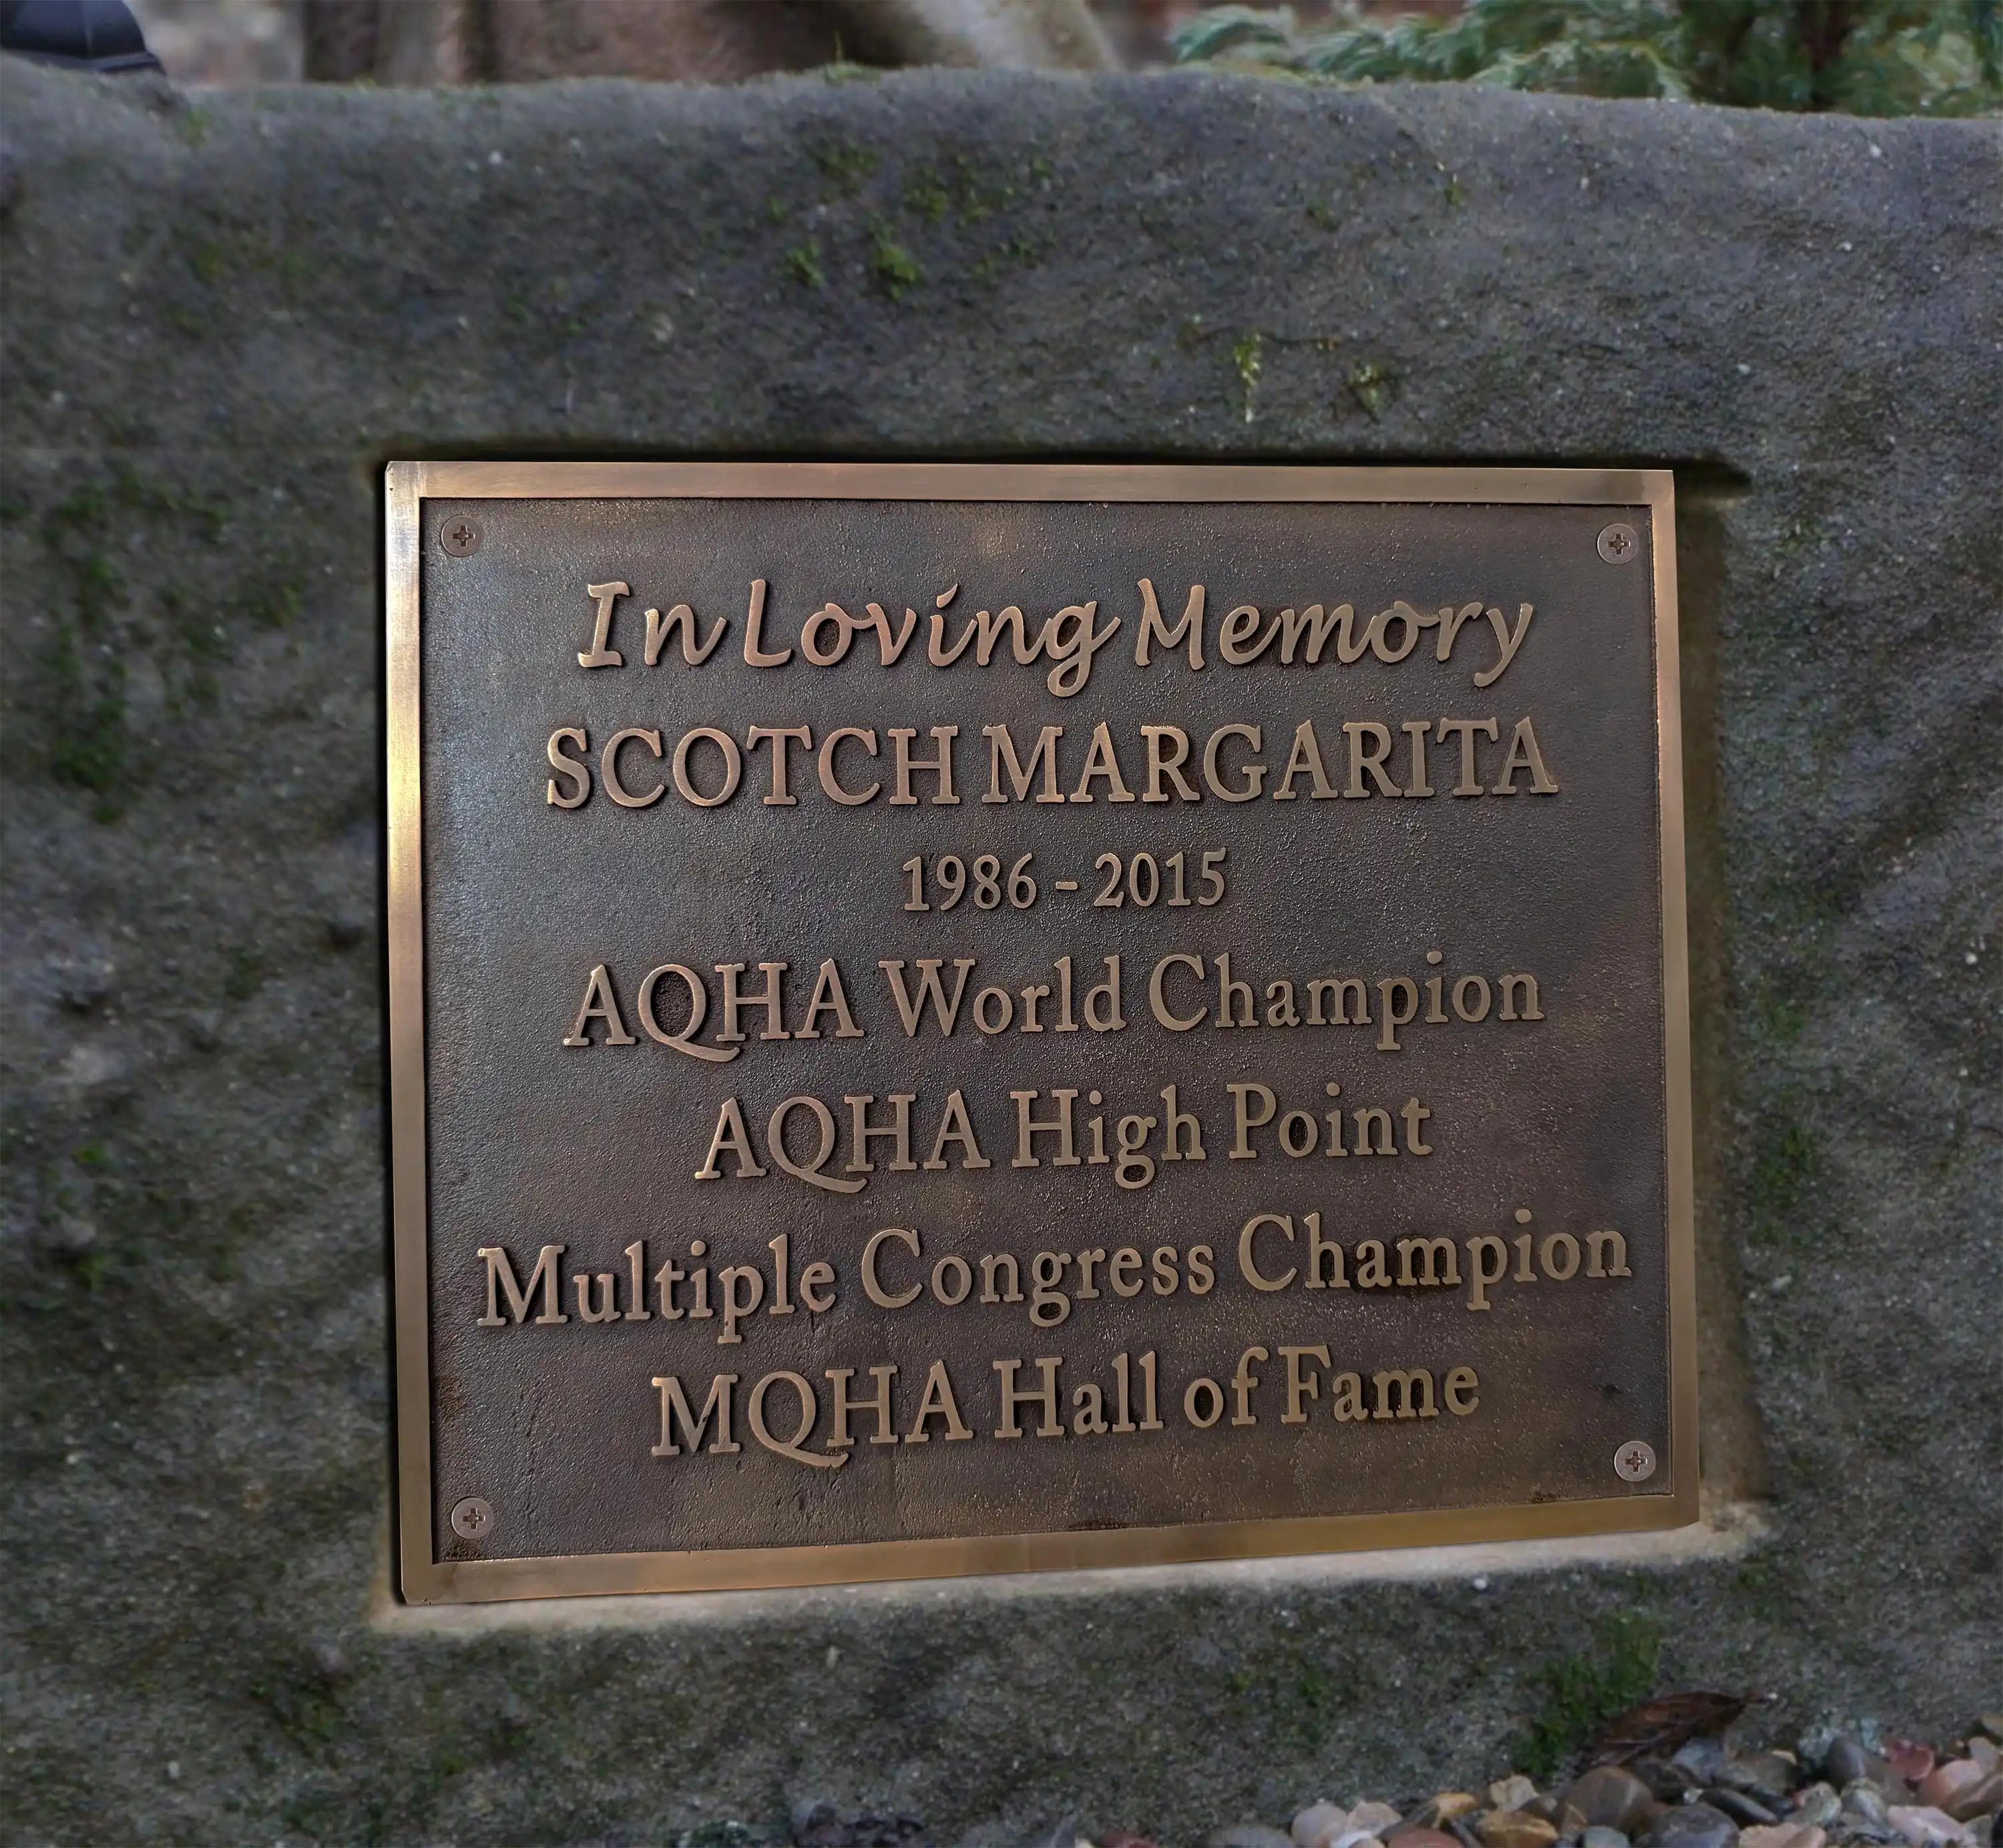 In Loving Memory
SCOTCH MARGARITA
1986 - 2015
AQHA World Champion
AQHA High Point
Multiple Congress Champion
MQHA Hall of Fame